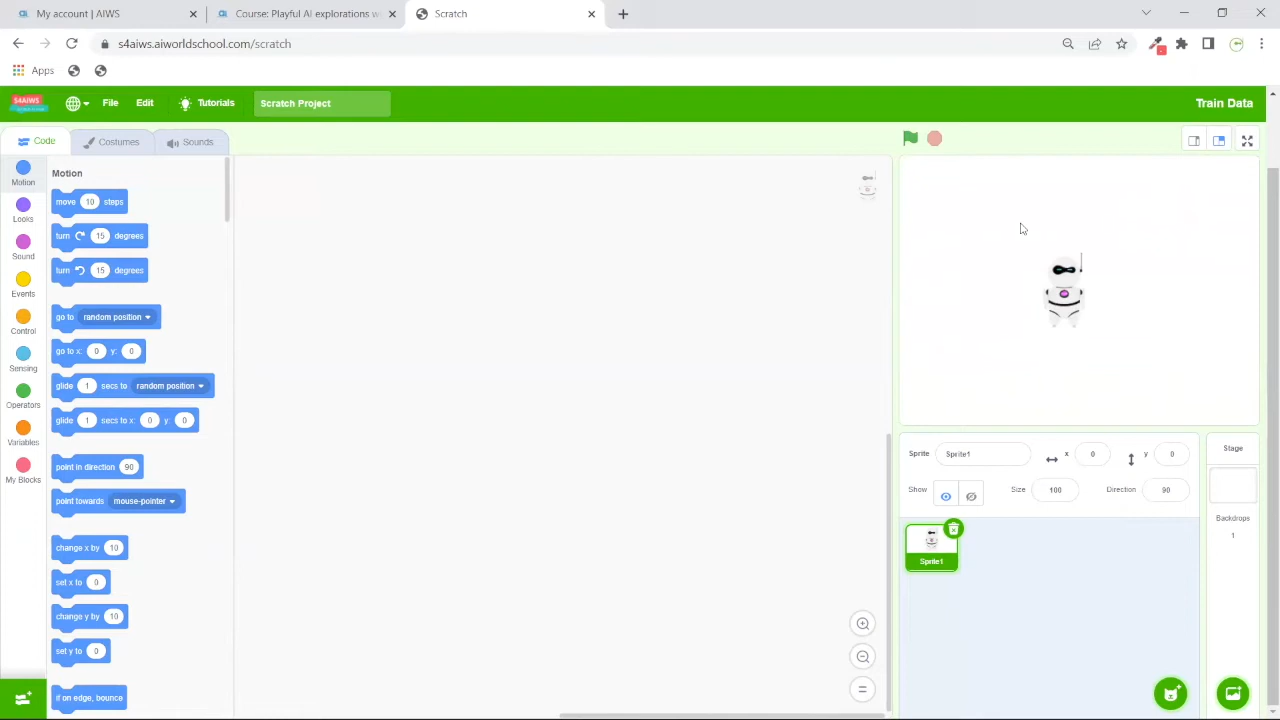 My account | AIWS
Course: Playful AI explorations w
Scratch
s4aiws.aiworldschool.com/scratch
Apps
S4AIWS
File
Edit
Tutorials
Scratch Project
Train Data
Code
Costumes
Sounds
Motion
Looks
Sound
Events
Control
Sensing
Operators
Variables
My Blocks
Motion
move 10 steps
turn 15 degrees
turn 15 degrees
go to random position
go to x: 0 y: 0
glide 1 secs to random position
glide 1 secs to x: 0 y: 0
point in direction 90
point towards mouse-pointer
change x by 10
set x to 0
change y by 10
set y to 0
if on edge, bounce
Sprite Sprite1 x 0 y 0
Show Size 100 Direction 90
Sprite1
Stage
Backdrops
1